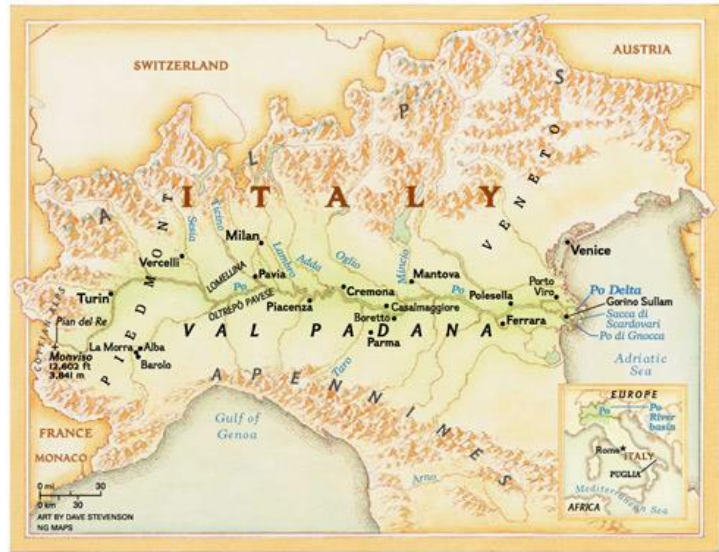 SWITZERLAND
AUSTRIA
ALPS
ITALY
PIEDMONT
VENETO
Sesia
Ticino
Milan
Lambro
Adda
Oglio
Mincio
Venice
Vercelli
LOMELLINA
Pavia
Po
Cremona
Mantova
Po
Porto
Viro
Po Delta
Turin
OLTREPÒ PAVESE
Piacenza
Casalmaggiore
Polesella
Gorino Sullam
COTTIAN ALPS
Pian del Re
VAL PADANA
Boretto
Ferrara
Sacca di
Scardovari
Po di Gnocca
La Morra
Alba
Parma
Monviso
12,602 ft
3,841 m
Barolo
Taro
Adriatic
Sea
APENNINES
Gulf of
Genoa
FRANCE
MONACO
Arno
EUROPE
Po
Po
River
basin
Rome
ITALY
PUGLIA
Mediterranean Sea
AFRICA
0 mi 30
0 km 30
ART BY DAVE STEVENSON
NG MAPS